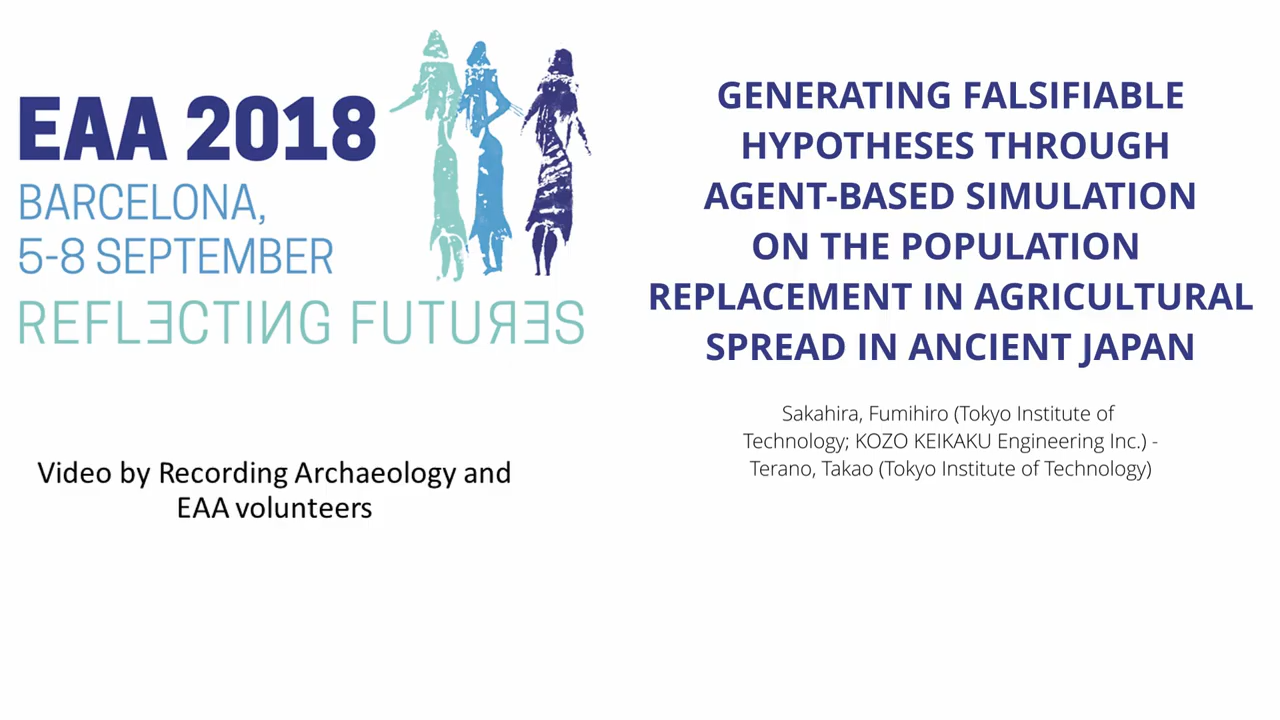 EAA 2018
BARCELONA,
5-8 SEPTEMBER
REFLECTING FUTURES
Video by Recording Archaeology and
EAA volunteers
GENERATING FALSIFIABLE
HYPOTHESES THROUGH
AGENT-BASED SIMULATION
ON THE POPULATION
REPLACEMENT IN AGRICULTURAL
SPREAD IN ANCIENT JAPAN
Sakahira, Fumihiro (Tokyo Institute of
Technology; KOZO KEIKAKU Engineering Inc.) -
Terano, Takao (Tokyo Institute of Technology)